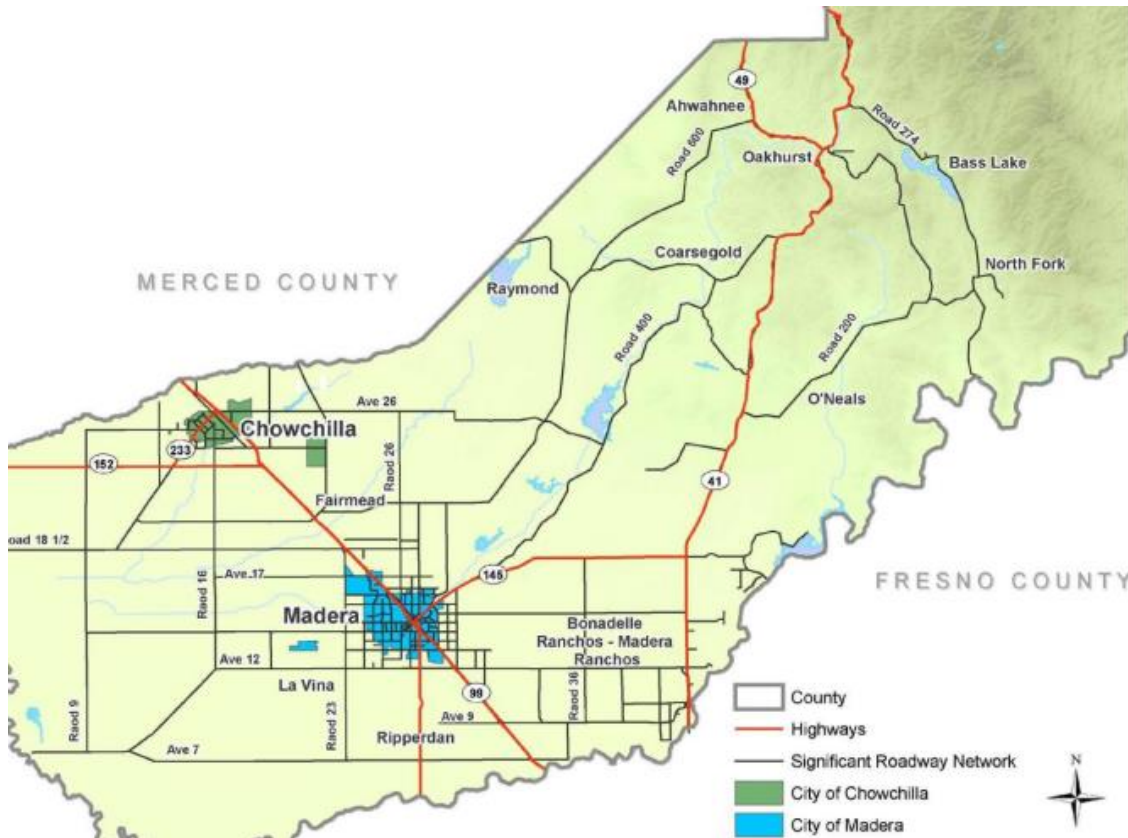 49
Ahwahnee
Road 600
Road 274
Oakhurst
Bass Lake
Coarsegold
North Fork
MERCED COUNTY
Raymond
Road 400
Road 200
O'Neals
Ave 26
Chowchilla
233
152
Raod 26
41
Fairmead
oad 18 1/2
145
FRESNO COUNTY
Raod 16
Ave 17
Madera
Bonadelle
Ranchos - Madera
Ranchos
Ave 12
La Vina
99
Raod 9
Raod 23
Raod 36
Ave 9
Ripperdan
Ave 7
County
Highways
Significant Roadway Network
City of Chowchilla
City of Madera
N